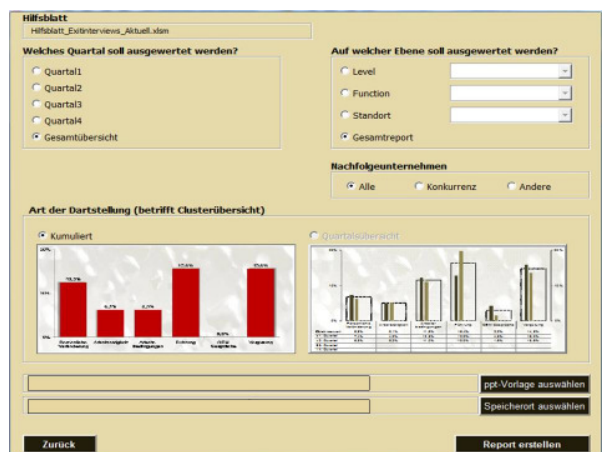 Hilfsblatt
Hilfsblatt_Exitinterviews_Aktuell.xlsm
Welches Quartal soll ausgewertet werden?
Quartal1
Quartal2
Quartal3
Quartal4
Gesamtübersicht
Auf welcher Ebene soll ausgewertet werden?
Level
Function
Standort
Gesamtreport
Nachfolgeunternehmen
Alle
Konkurrenz
Andere
Art der Dartstellung (betrifft Clusterübersicht)
Kumuliert
Quartalsübersicht
ppt-Vorlage auswählen
Speicherort auswählen
Zurück
Report erstellen